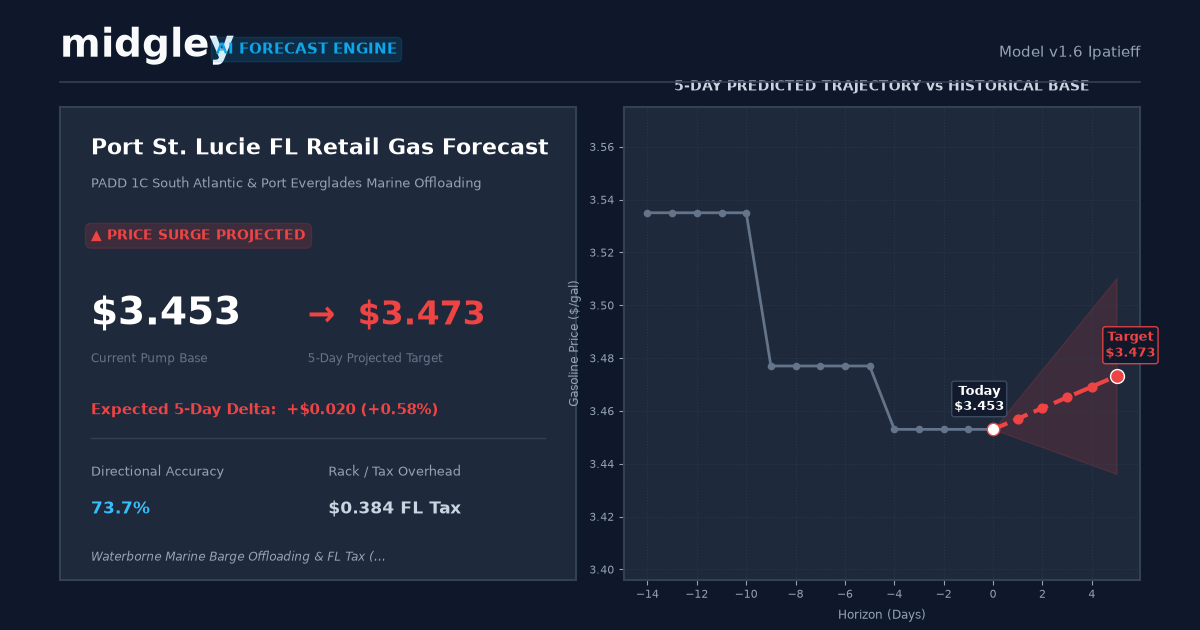 midgley
AI FORECAST ENGINE
Model v1.6 Ipatieff
Port St. Lucie FL Retail Gas Forecast
PADD 1C South Atlantic & Port Everglades Marine Offloading
▲ PRICE SURGE PROJECTED
$3.453
→ $3.473
Current Pump Base
5-Day Projected Target
Expected 5-Day Delta: +$0.020 (+0.58%)
Directional Accuracy
Rack / Tax Overhead
73.7%
$0.384 FL Tax
Waterborne Marine Barge Offloading & FL Tax (...
5-DAY PREDICTED TRAJECTORY vs HISTORICAL BASE
Gasoline Price ($/gal)
3.56
3.54
3.52
3.50
3.48
3.46
3.44
3.42
3.40
Today
$3.453
Target
$3.473
−14 −12 −10 −8 −6 −4 −2 0 2 4
Horizon (Days)